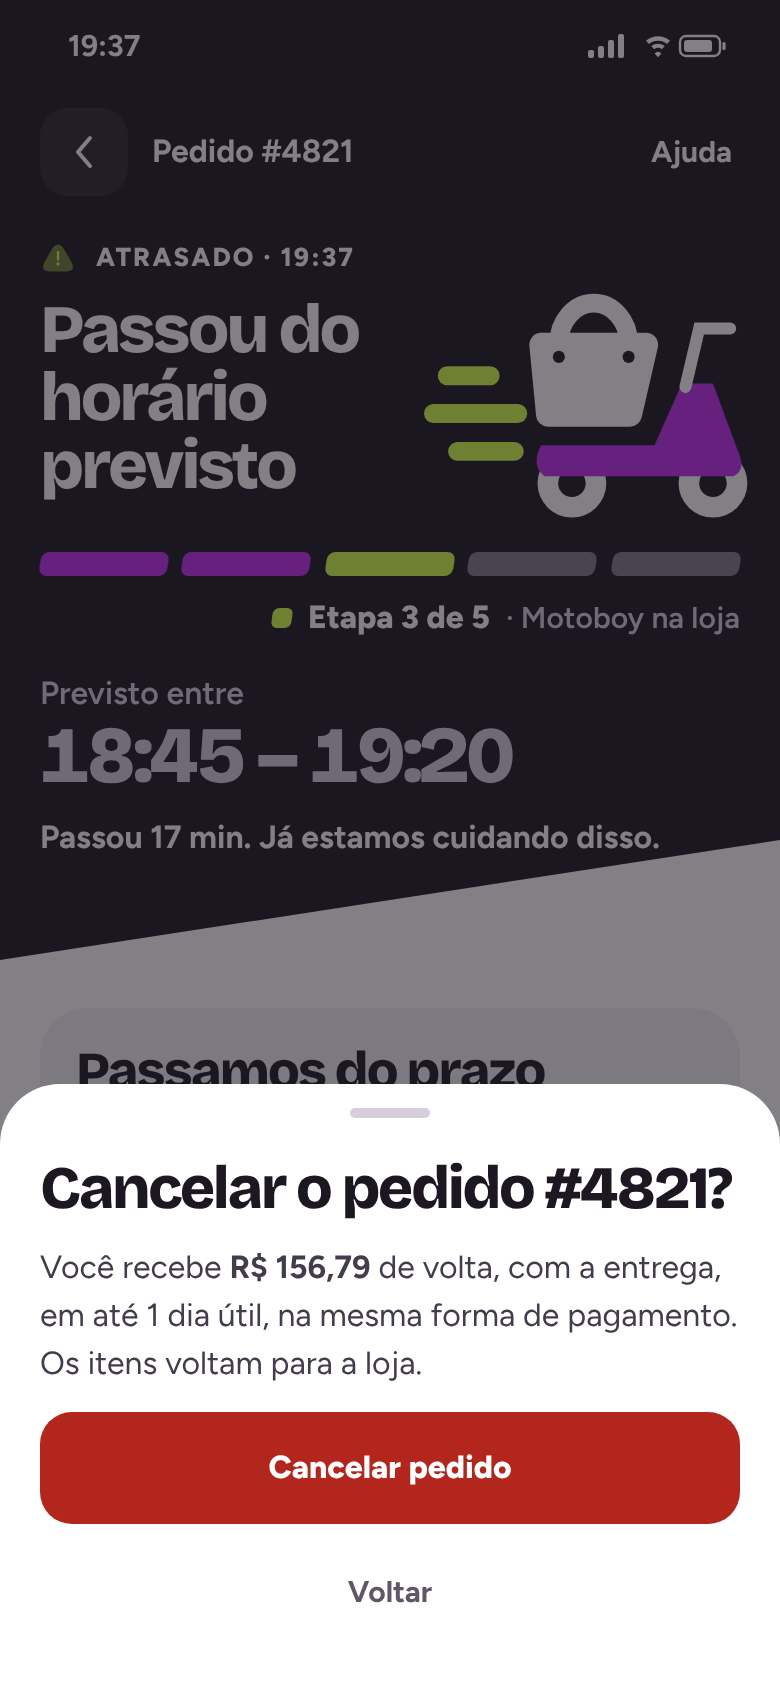 19:37
Pedido #4821
Ajuda
ATRASADO · 19:37
Passou do
horário
previsto
Etapa 3 de 5 · Motoboy na loja
Previsto entre
18:45 – 19:20
Passou 17 min. Já estamos cuidando disso.
Passamos do prazo
Cancelar o pedido #4821?
Você recebe R$ 156,79 de volta, com a entrega,
em até 1 dia útil, na mesma forma de pagamento.
Os itens voltam para a loja.
Cancelar pedido
Voltar